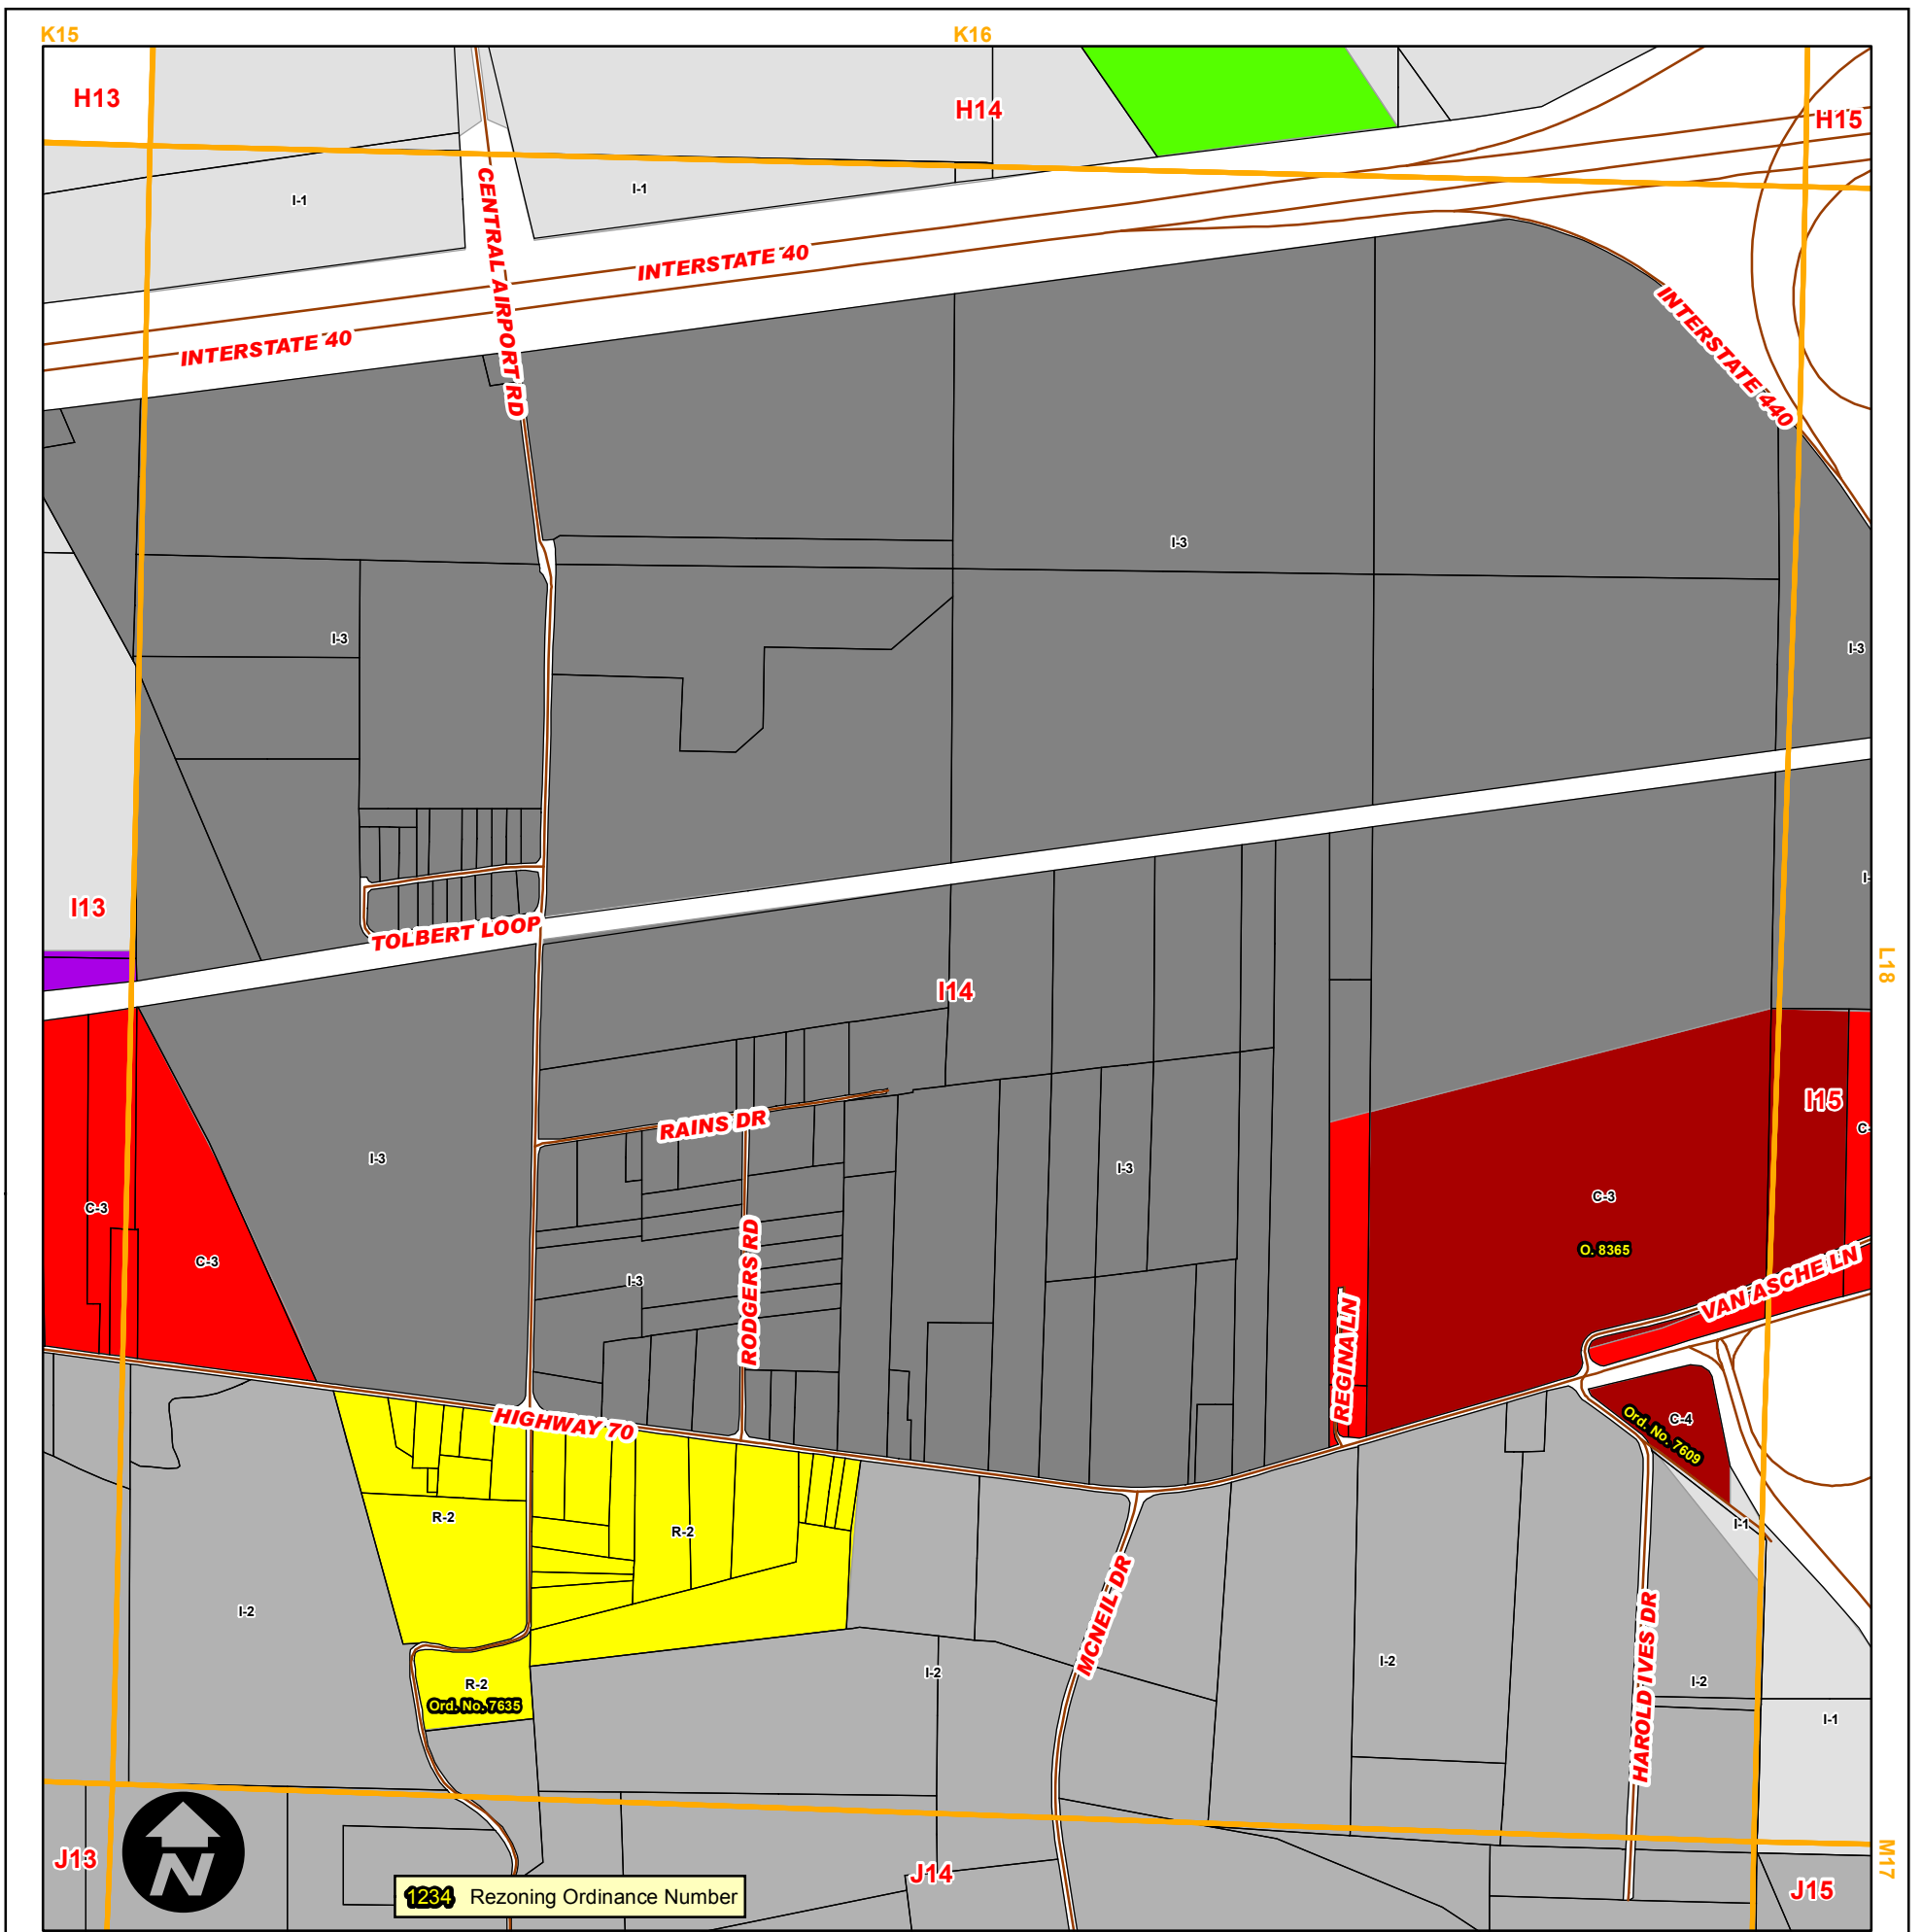 K15
K16
H13
H14
H15
I-1
I-1
CENTRAL AIRPORT RD
INTERSTATE 40
INTERSTATE 40
INTERSTATE 440
I-3
I-3
I-3
I-
I13
TOLBERT LOOP
I14
L18
I15
RAINS DR
C-
I-3
I-3
C-3
C-3
C-3
O. 8365
I-3
RODGERS RD
REGINA LN
VAN ASCHE LN
HIGHWAY 70
C-4
Ord. No. 7609
R-2
R-2
I-1
MCNEIL DR
HAROLD IVES DR
I-2
I-2
I-2
I-2
R-2
Ord. No. 7635
I-1
J13
J14
J15
M17
N
1234 Rezoning Ordinance Number